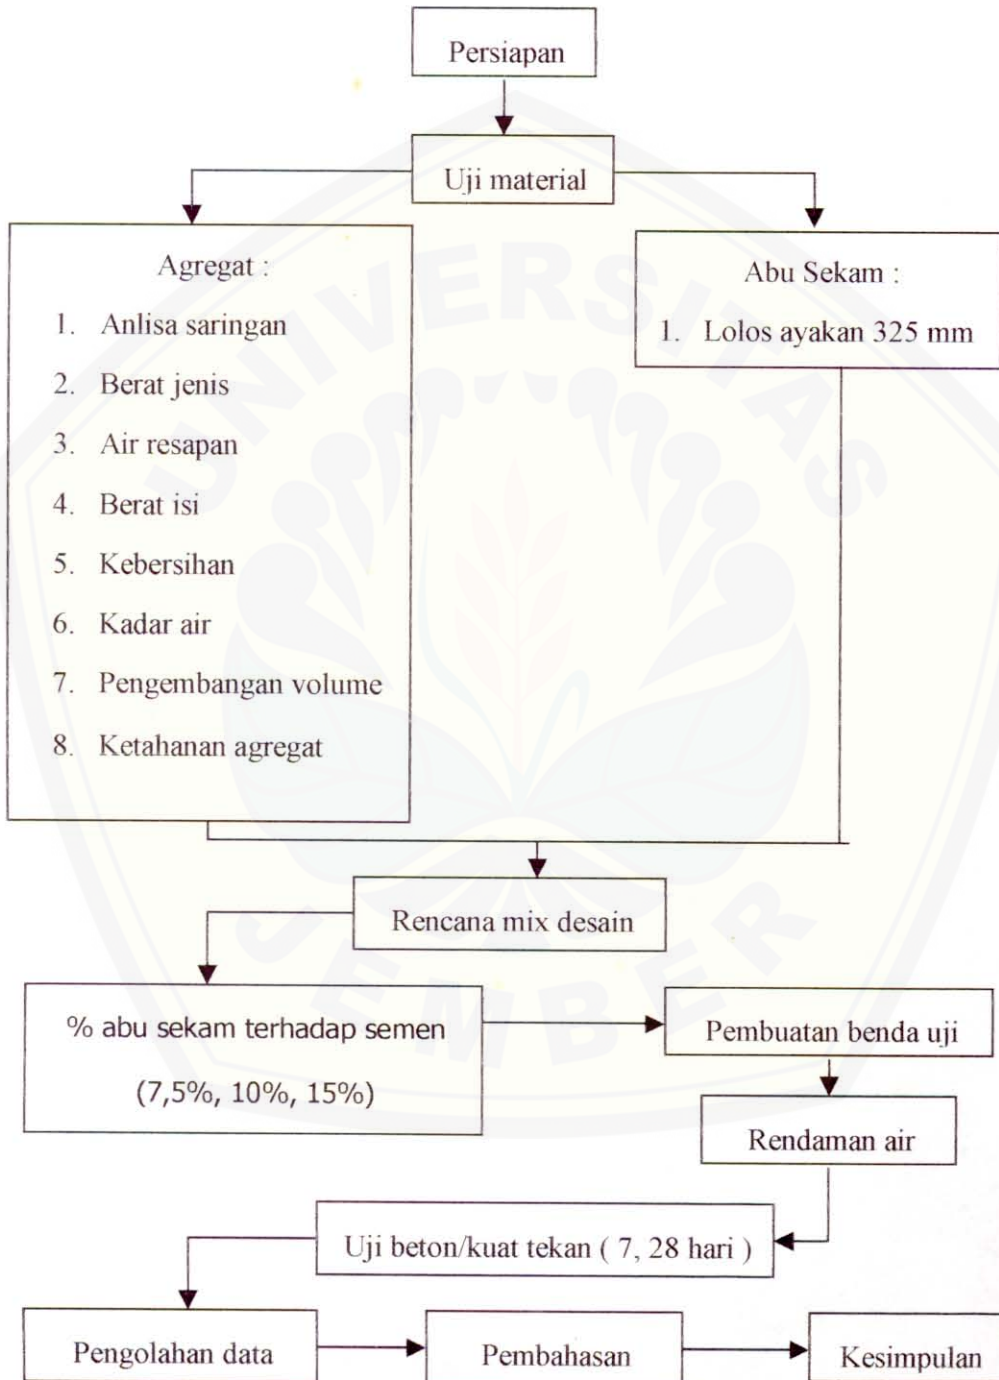 Persiapan
Uji material
Agregat :
1. Anlisa saringan
2. Berat jenis
3. Air resapan
4. Berat isi
5. Kebersihan
6. Kadar air
7. Pengembangan volume
8. Ketahanan agregat
Abu Sekam :
1. Lolos ayakan 325 mm
Rencana mix desain
% abu sekam terhadap semen
(7,5%, 10%, 15%)
Pembuatan benda uji
Rendaman air
Uji beton/kuat tekan ( 7, 28 hari )
Pengolahan data
Pembahasan
Kesimpulan
UNIVERSITAS
JEMBER